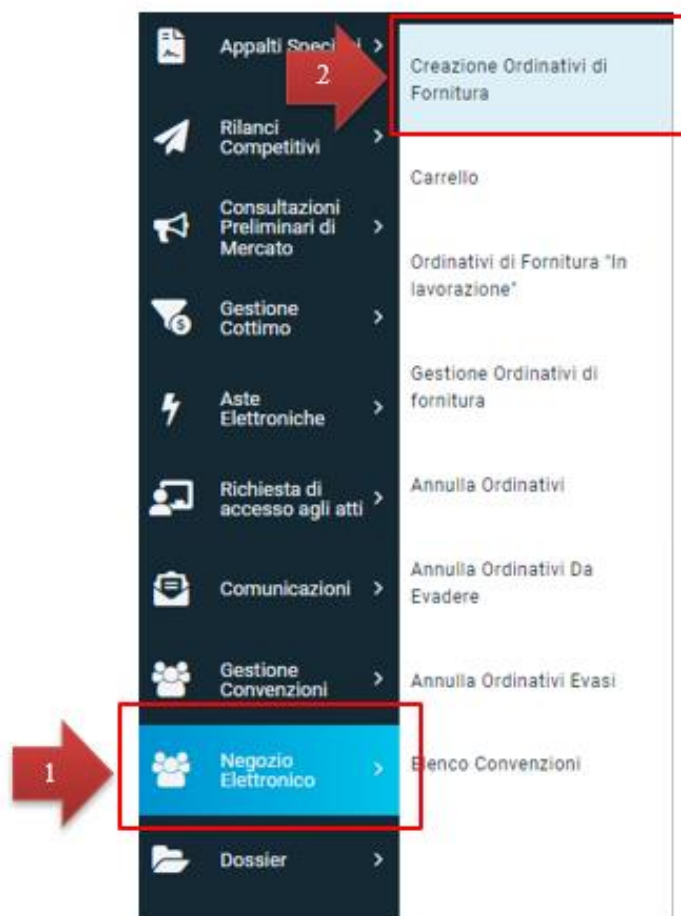 Appalti Speci
2
Rilanci
Competitivi
Consultazioni
Preliminari di
Mercato
Gestione
Cottimo
Aste
Elettroniche
Richiesta di
accesso agli atti
Comunicazioni
Gestione
Convenzioni
1
Negozio
Elettronico
Dossier
Creazione Ordinativi di
Fornitura
Carrello
Ordinativi di Fornitura "In
lavorazione"
Gestione Ordinativi di
fornitura
Annulla Ordinativi
Annulla Ordinativi Da
Evadere
Annulla Ordinativi Evasi
Elenco Convenzioni